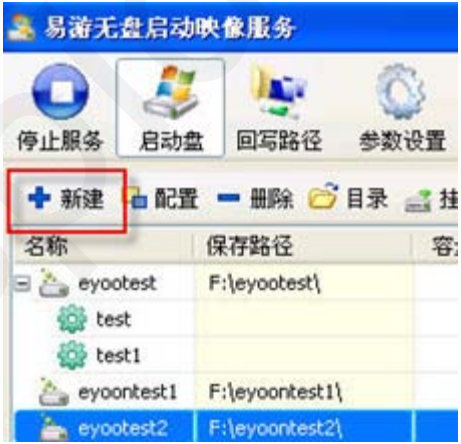 易游无盘启动映像服务
停止服务 启动盘 回写路径 参数设置
新建 配置 删除 目录 挂
名称 保存路径 容
eyootest F:\eyootest\
test
test1
eyoontest1 F:\eyoontest1\
eyootest2 F:\eyoontest2\